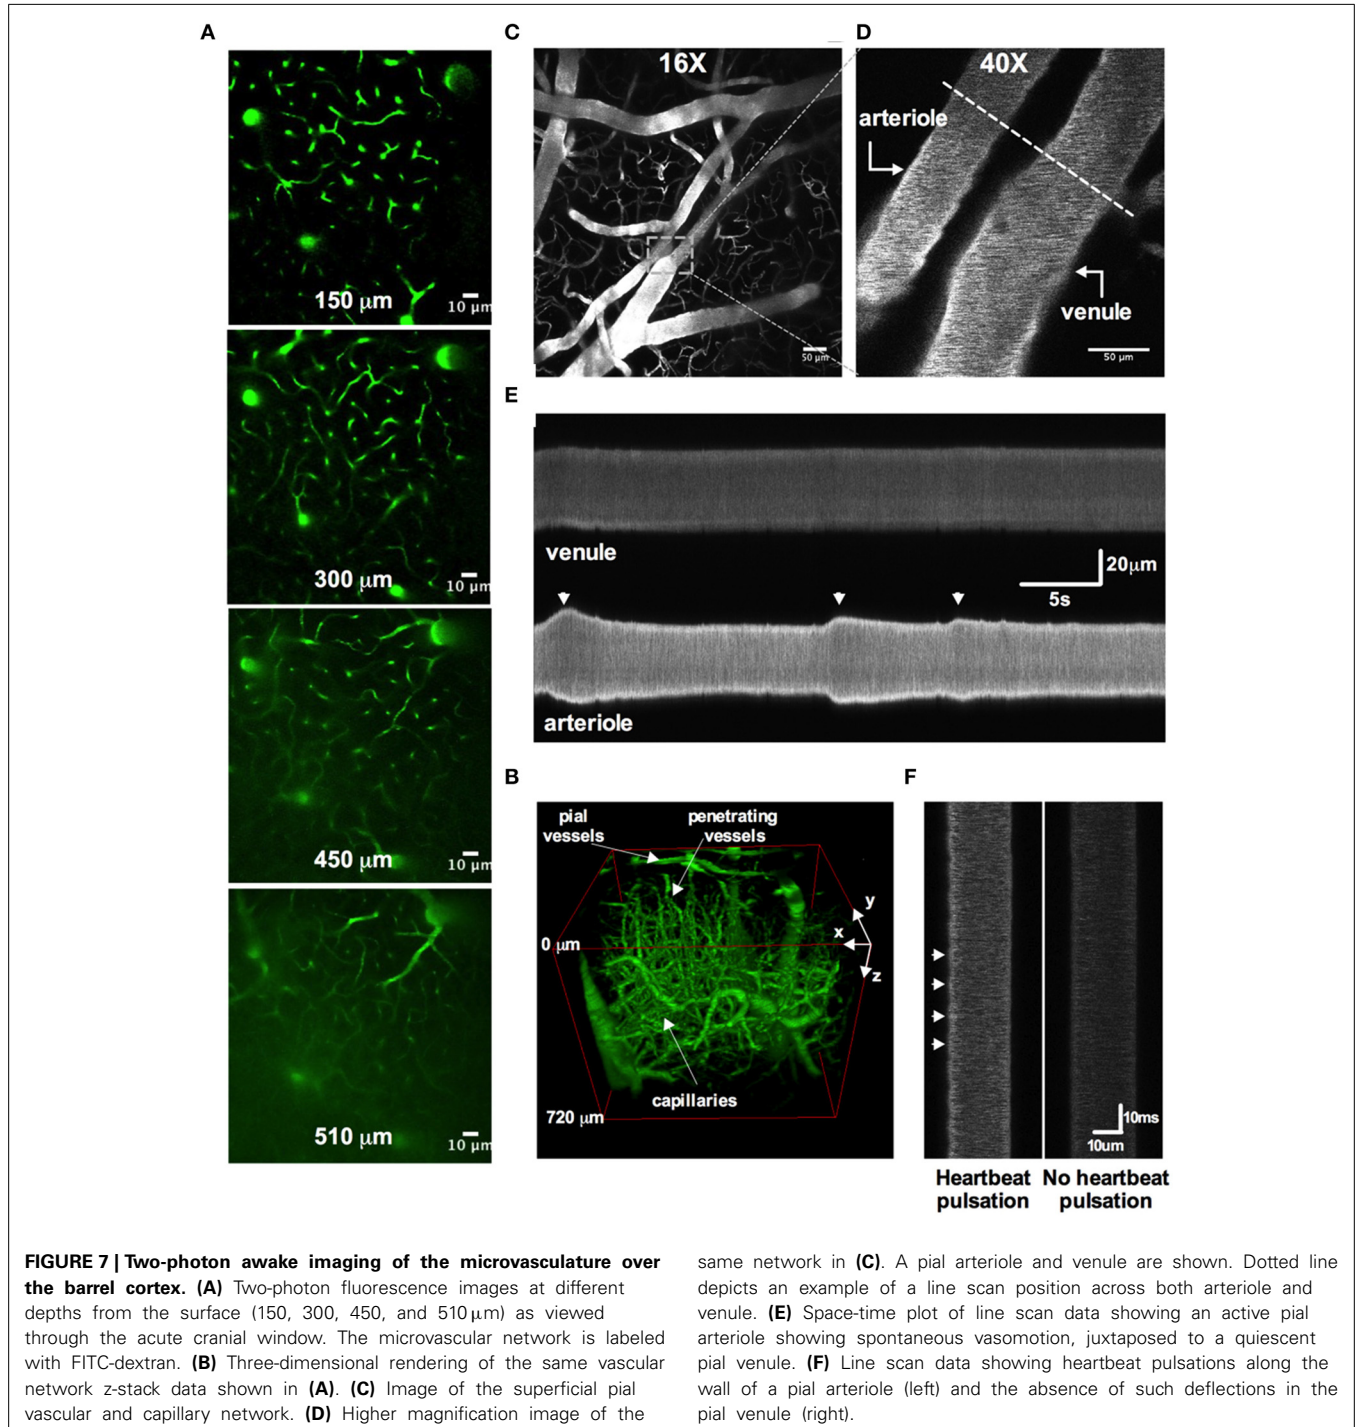 A
150 μm
10 μm
300 μm
10 μm
450 μm
10 μm
510 μm
10 μm
C
16X
50 μm
D
40X
arteriole
venule
50 μm
E
venule
20μm
5s
arteriole
B
pial
vessels
penetrating
vessels
y
x
z
0 μm
capillaries
720 μm
F
10ms
10um
Heartbeat
pulsation
No heartbeat
pulsation
FIGURE 7 | Two-photon awake imaging of the microvasculature over
the barrel cortex. (A) Two-photon fluorescence images at different
depths from the surface (150, 300, 450, and 510 μm) as viewed
through the acute cranial window. The microvascular network is labeled
with FITC-dextran. (B) Three-dimensional rendering of the same vascular
network z-stack data shown in (A). (C) Image of the superficial pial
vascular and capillary network. (D) Higher magnification image of the
same network in (C). A pial arteriole and venule are shown. Dotted line
depicts an example of a line scan position across both arteriole and
venule. (E) Space-time plot of line scan data showing an active pial
arteriole showing spontaneous vasomotion, juxtaposed to a quiescent
pial venule. (F) Line scan data showing heartbeat pulsations along the
wall of a pial arteriole (left) and the absence of such deflections in the
pial venule (right).